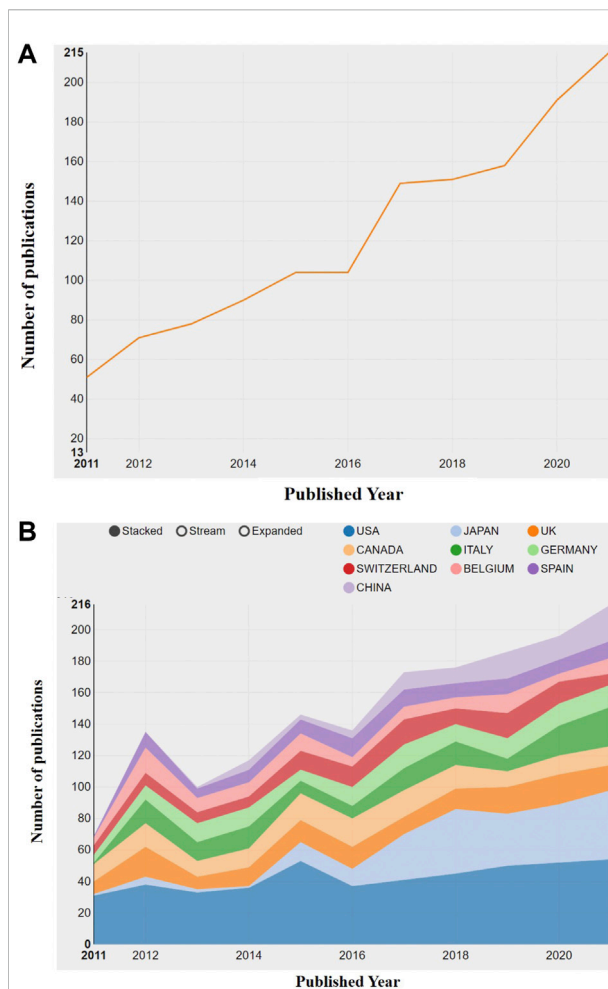 A
Number of publications
215
200
180
160
140
120
100
80
60
40
20
13
2011 2012 2014 2016 2018 2020
Published Year
B
Stacked Stream Expanded
USA JAPAN UK
CANADA ITALY GERMANY
SWITZERLAND BELGIUM SPAIN
CHINA
Number of publications
216
200
180
160
140
120
100
80
60
40
20
0
2011 2012 2014 2016 2018 2020
Published Year